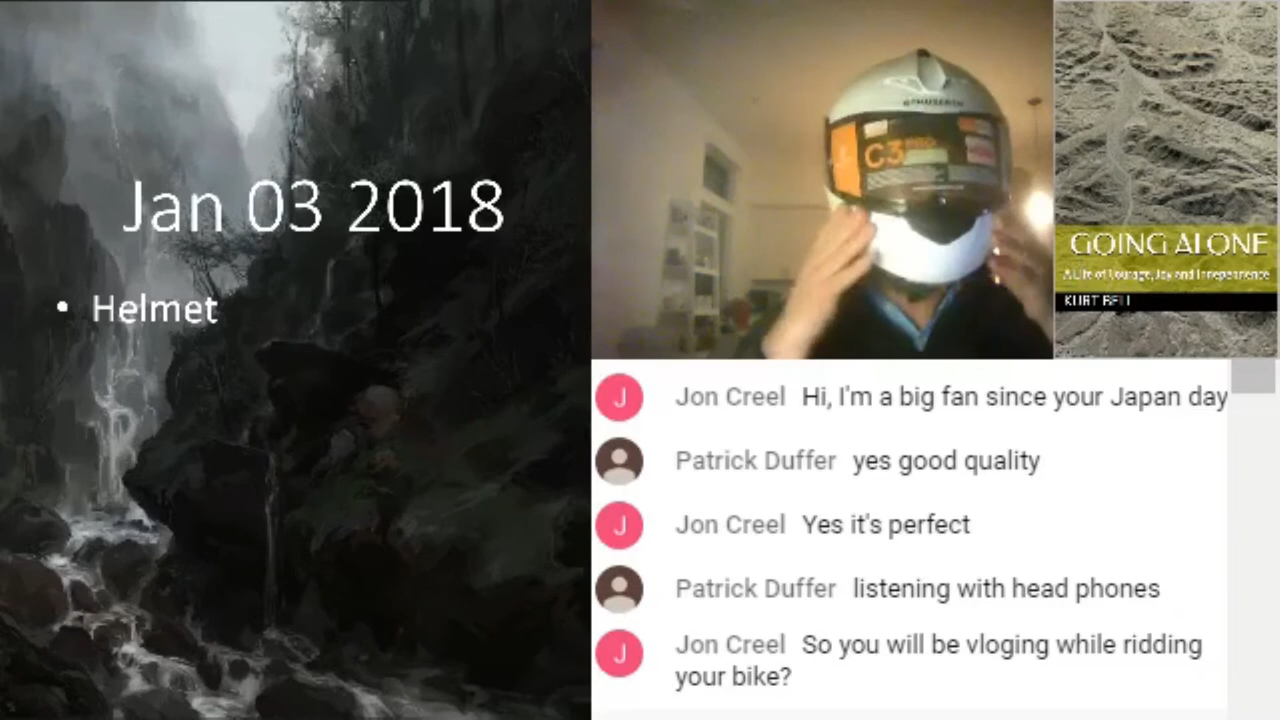 Jan 03 2018
• Helmet
SCHUBERTH
C3 PRO
GOING ALONE
A Life of Courage, Joy and Independence
KURT BELL
J Jon Creel Hi, I'm a big fan since your Japan day
Patrick Duffer yes good quality
J Jon Creel Yes it's perfect
Patrick Duffer listening with head phones
J Jon Creel So you will be vloging while ridding
your bike?